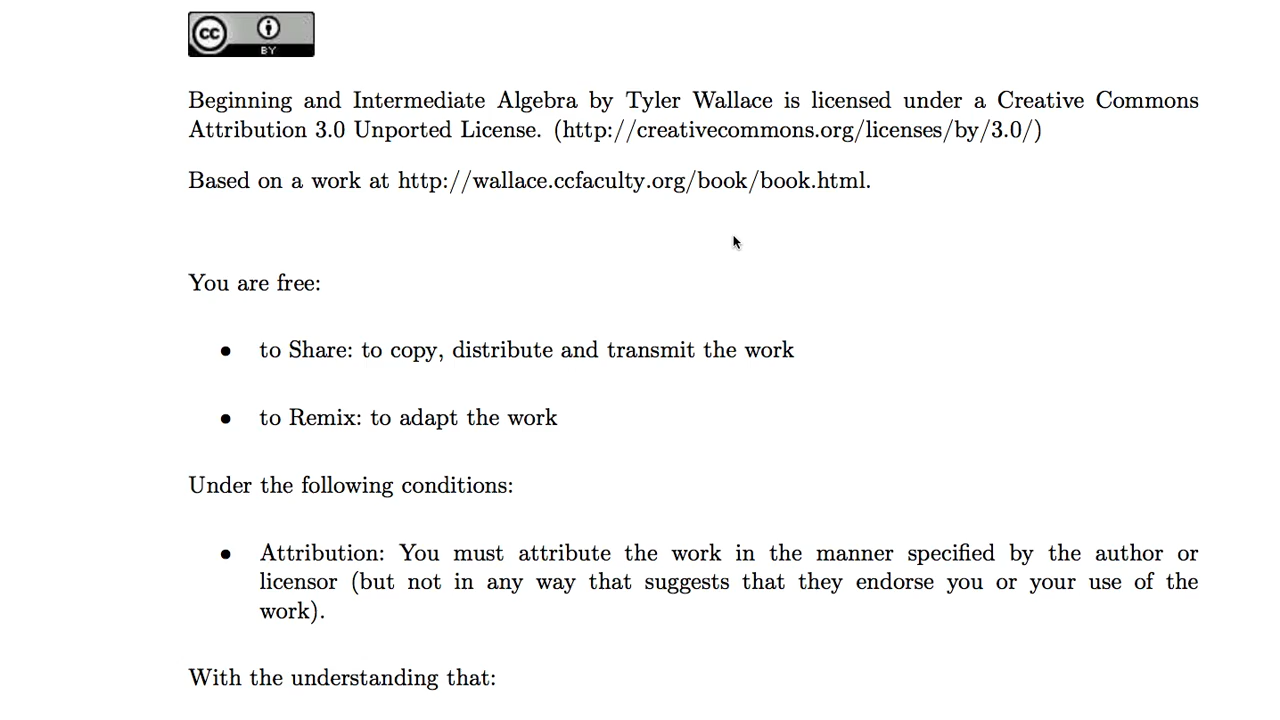 cc
BY
Beginning and Intermediate Algebra by Tyler Wallace is licensed under a Creative Commons
Attribution 3.0 Unported License. (http://creativecommons.org/licenses/by/3.0/)
Based on a work at http://wallace.ccfaculty.org/book/book.html.
You are free:
• to Share: to copy, distribute and transmit the work
• to Remix: to adapt the work
Under the following conditions:
• Attribution: You must attribute the work in the manner specified by the author or
licensor (but not in any way that suggests that they endorse you or your use of the
work).
With the understanding that: